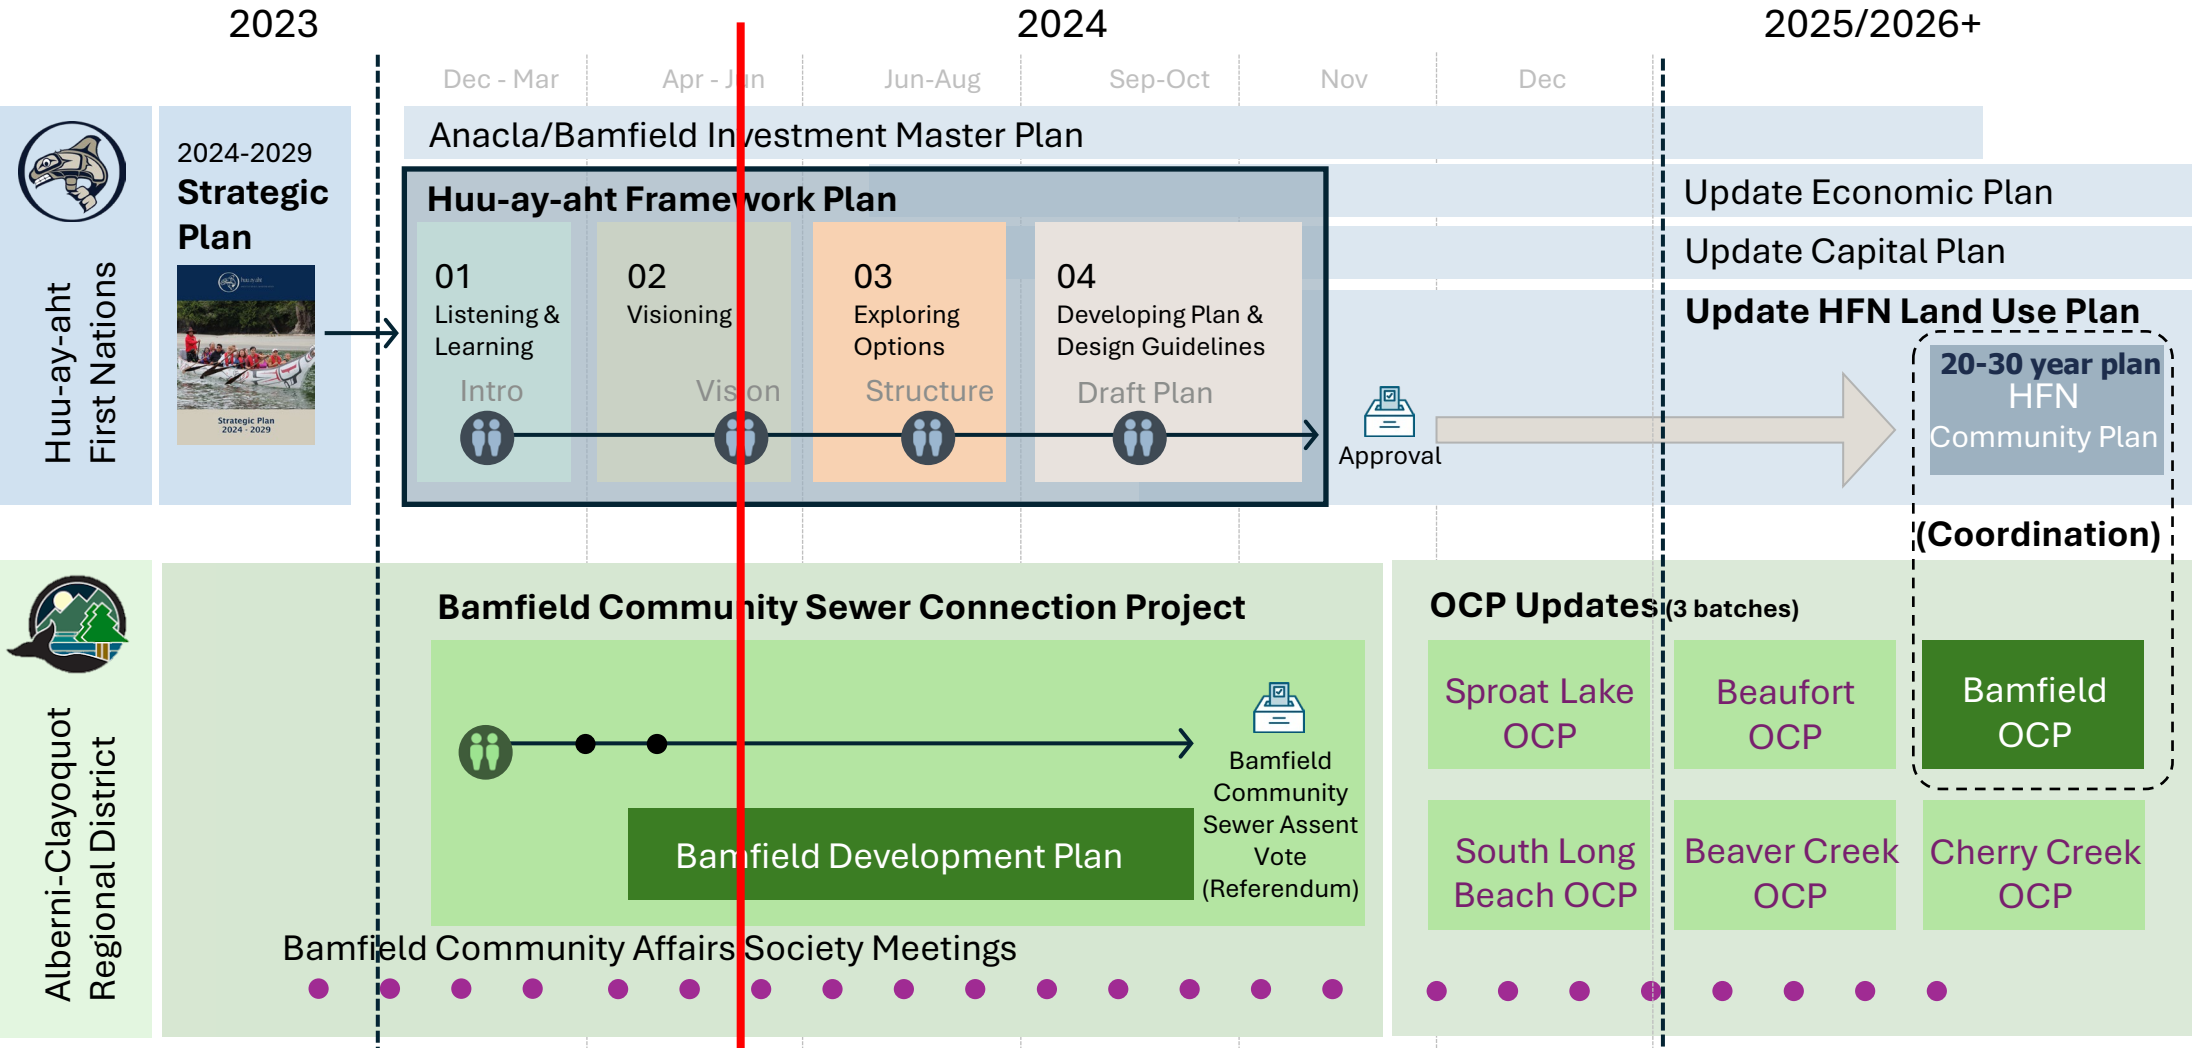 2023
2024
2025/2026+
Dec - Mar
Apr - Jun
Jun-Aug
Sep-Oct
Nov
Dec
Huu-ay-aht
First Nations
2024-2029
Strategic
Plan
Strategic Plan
2024 - 2029
Anacla/Bamfield Investment Master Plan
Huu-ay-aht Framework Plan
01
Listening &
Learning
Intro
02
Visioning
Vision
03
Exploring
Options
Structure
04
Developing Plan &
Design Guidelines
Draft Plan
Approval
Update Economic Plan
Update Capital Plan
Update HFN Land Use Plan
20-30 year plan
HFN
Community Plan
(Coordination)
Alberni-Clayoquot
Regional District
Bamfield Community Sewer Connection Project
Bamfield
Community
Sewer Assent
Vote
(Referendum)
Bamfield Development Plan
Bamfield Community Affairs Society Meetings
OCP Updates (3 batches)
Sproat Lake
OCP
Beaufort
OCP
Bamfield
OCP
South Long
Beach OCP
Beaver Creek
OCP
Cherry Creek
OCP